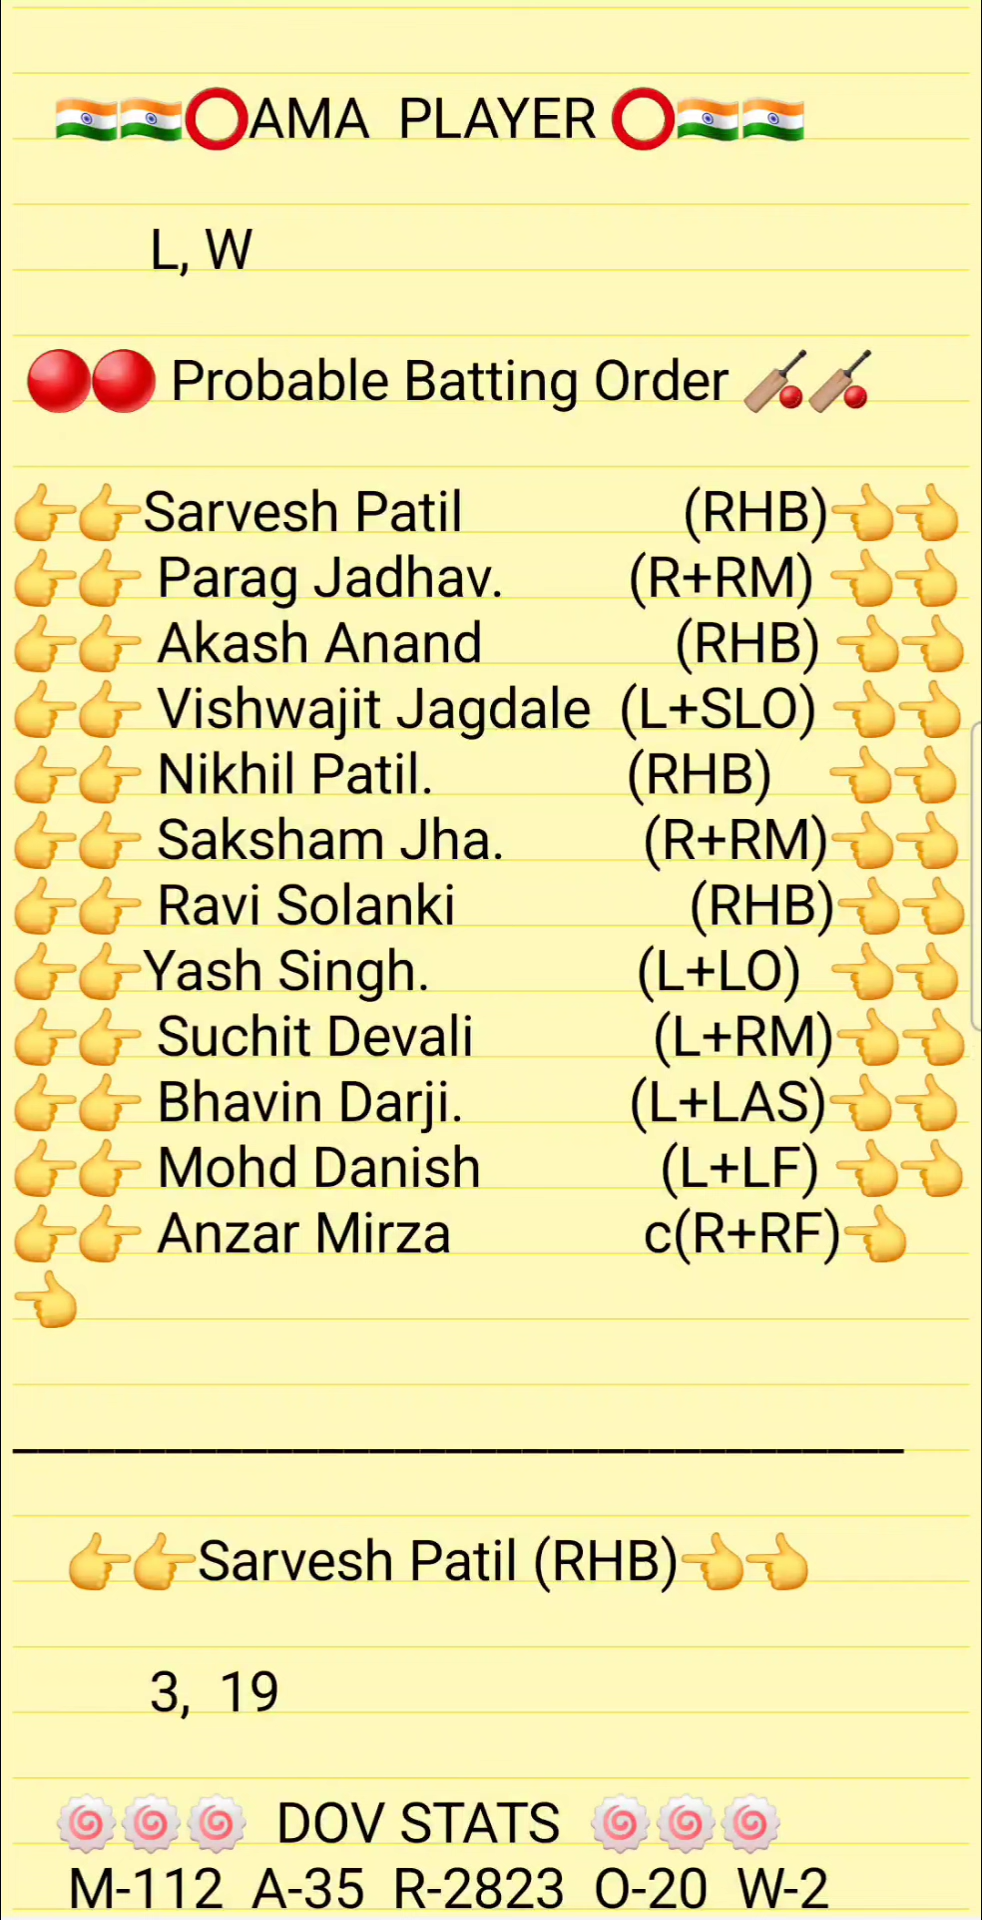 🇮🇳🇮🇳⭕AMA PLAYER⭕🇮🇳🇮🇳
L, W
🔴🔴 Probable Batting Order 🏏🏏
👉👉Sarvesh Patil (RHB)👈👈
👉👉 Parag Jadhav. (R+RM) 👈👈
👉👉 Akash Anand (RHB) 👈👈
👉👉 Vishwajit Jagdale (L+SLO) 👈👈
👉👉 Nikhil Patil. (RHB) 👈👈
👉👉 Saksham Jha. (R+RM)👈👈
👉👉 Ravi Solanki (RHB)👈👈
👉👉Yash Singh. (L+LO) 👈👈
👉👉 Suchit Devali (L+RM)👈👈
👉👉 Bhavin Darji. (L+LAS)👈👈
👉👉 Mohd Danish (L+LF) 👈👈
👉👉 Anzar Mirza c(R+RF)👈
👈
___________________________________
👉👉Sarvesh Patil (RHB)👈👈
3, 19
🍥🍥🍥 DOV STATS 🍥🍥🍥
M-112 A-35 R-2823 O-20 W-2